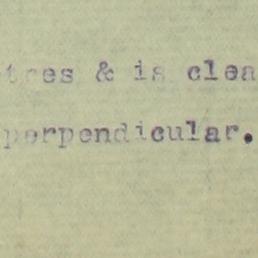 tres & is clea
perpendicular.